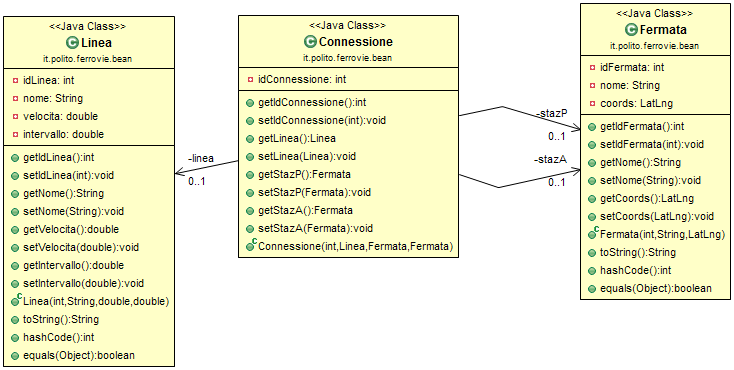 <<Java Class>>
Linea
it.polito.ferrovie.bean
idLinea: int
nome: String
velocita: double
intervallo: double
getIdLinea():int
setIdLinea(int):void
getNome():String
setNome(String):void
getVelocita():double
setVelocita(double):void
getIntervallo():double
setIntervallo(double):void
Linea(int,String,double,double)
toString():String
hashCode():int
equals(Object):boolean
-linea
0..1
<<Java Class>>
Connessione
it.polito.ferrovie.bean
idConnessione: int
getIdConnessione():int
setIdConnessione(int):void
getLinea():Linea
setLinea(Linea):void
getStazP():Fermata
setStazP(Fermata):void
getStazA():Fermata
setStazA(Fermata):void
Connessione(int,Linea,Fermata,Fermata)
-stazP
0..1
-stazA
0..1
<<Java Class>>
Fermata
it.polito.ferrovie.bean
idFermata: int
nome: String
coords: LatLng
getIdFermata():int
setIdFermata(int):void
getNome():String
setNome(String):void
getCoords():LatLng
setCoords(LatLng):void
Fermata(int,String,LatLng)
toString():String
hashCode():int
equals(Object):boolean